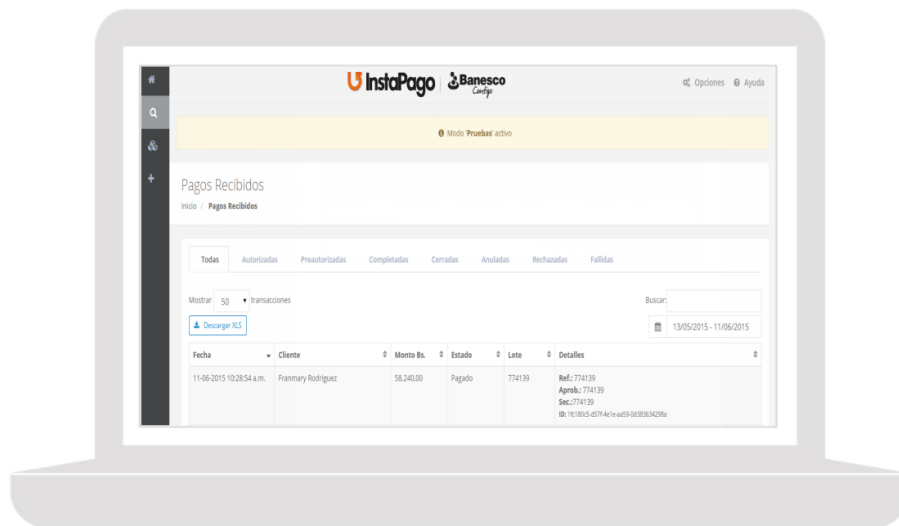 InstaPago Banesco
Contigo
Opciones Ayuda
Modo 'Pruebas' activo
Pagos Recibidos
Inicio / Pagos Recibidos
Todas Autorizadas Preautorizadas Completadas Cerradas Anuladas Rechazadas Fallidas
Mostrar 50 transacciones Buscar:
Descargar XLS 13/05/2015 - 11/06/2015
Fecha Cliente Monto Bs. Estado Lote Detalles
11-06-2015 10:28:54 a.m. Franmary Rodriguez 58.240,00 Pagado 774139 Ref.: 774139
Aprob.: 774139
Sec.:774139
ID: